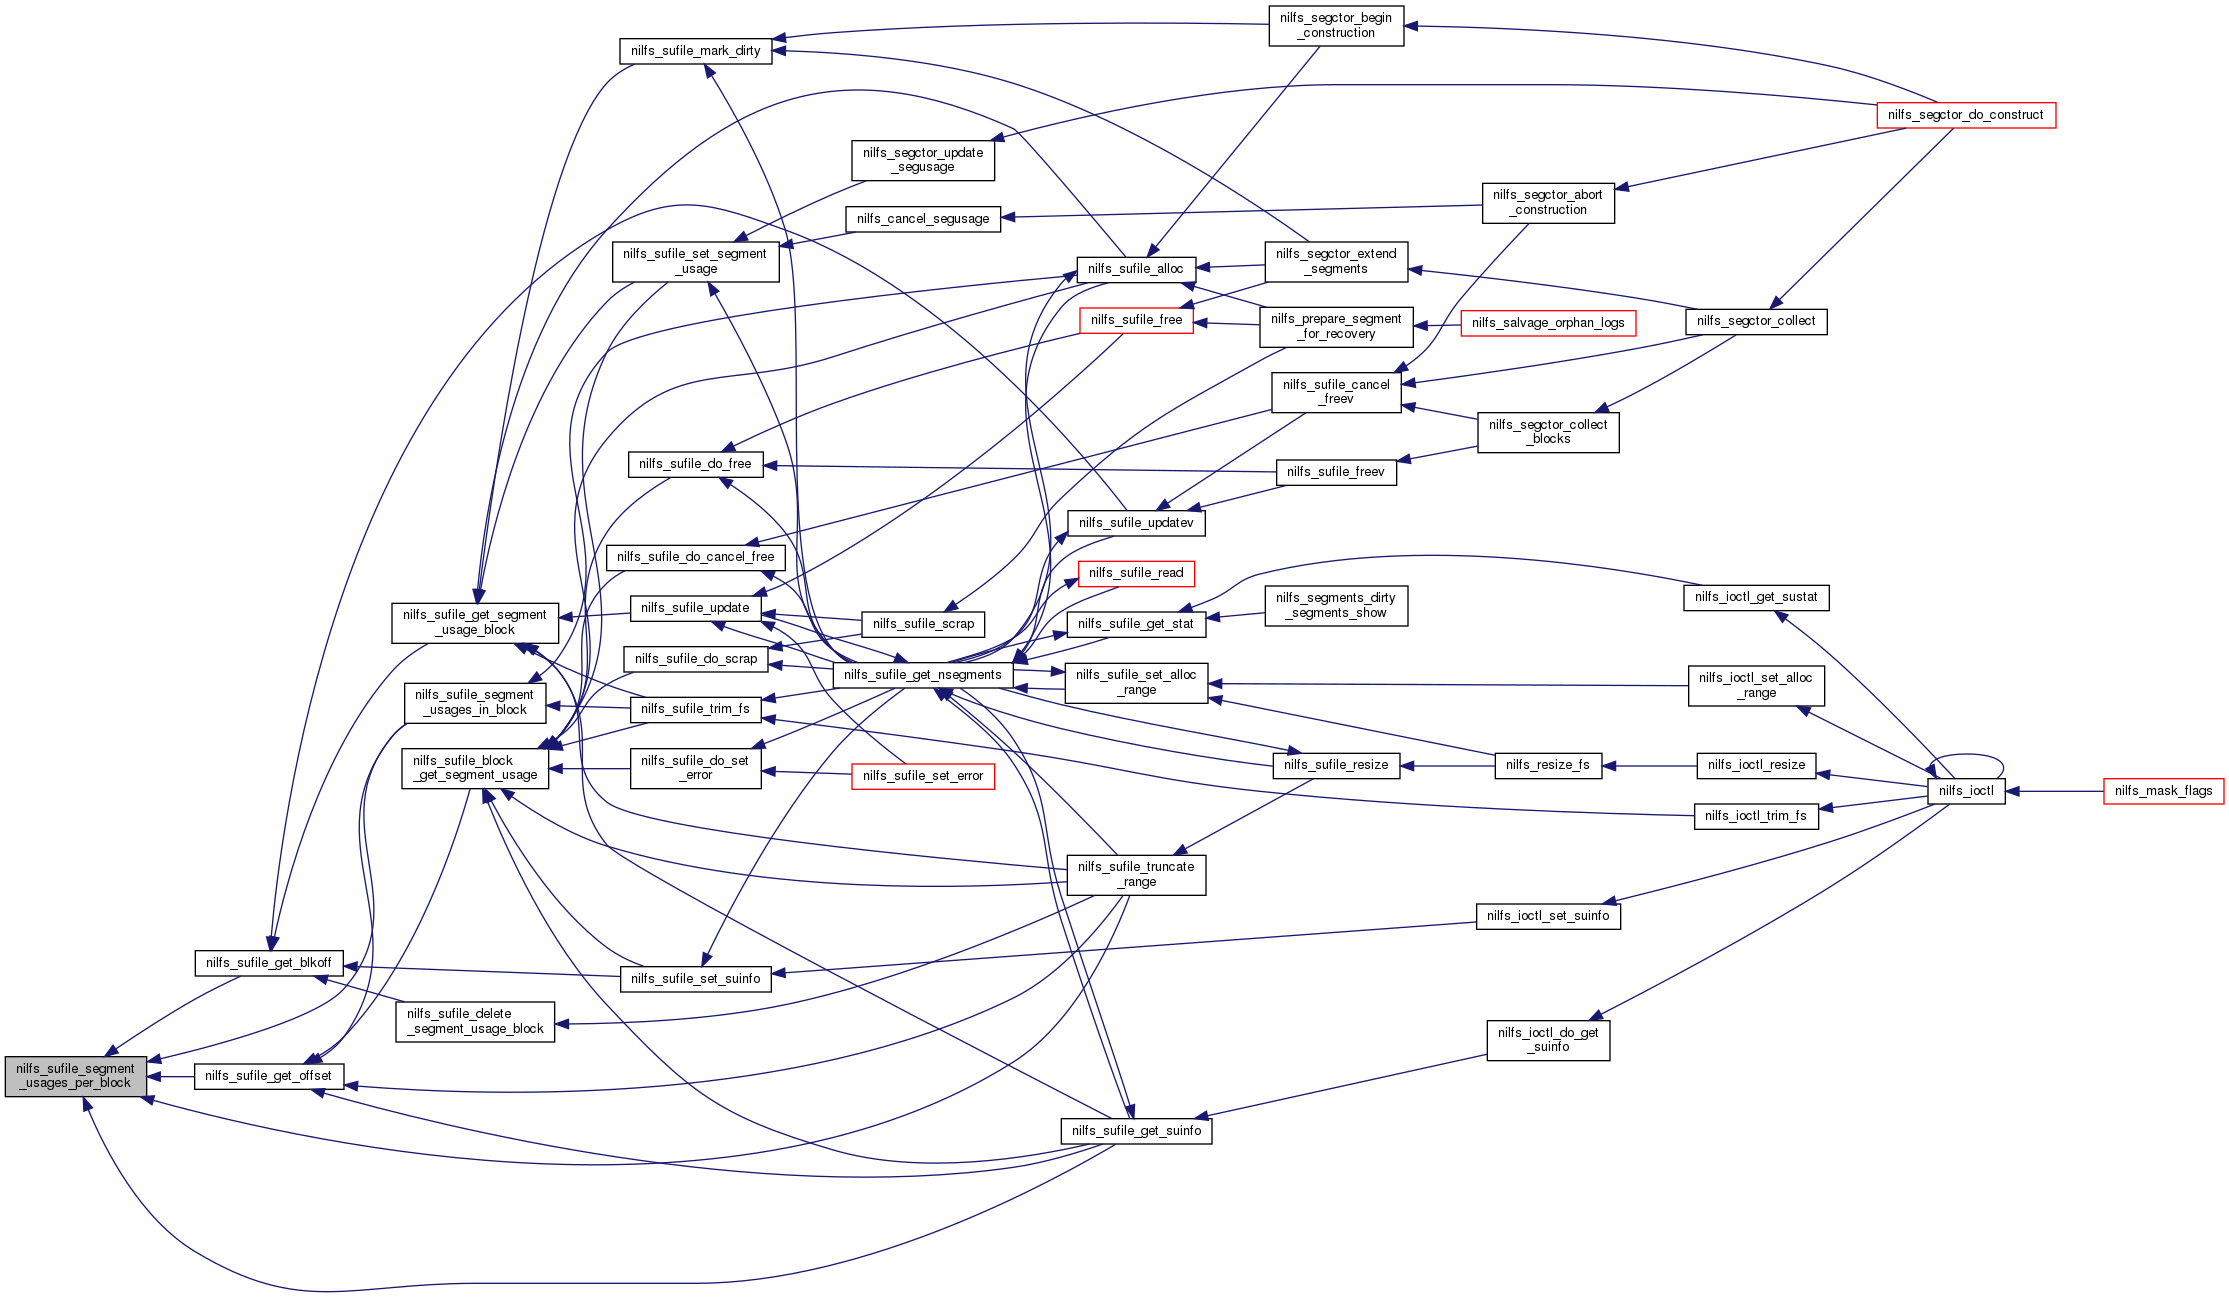 nilfs_segctor_begin
_construction
nilfs_sufile_mark_dirty
nilfs_segctor_do_construct
nilfs_segctor_update
_segusage
nilfs_segctor_abort
_construction
nilfs_cancel_segusage
nilfs_sufile_set_segment
_usage
nilfs_sufile_alloc
nilfs_segctor_extend
_segments
nilfs_sufile_free
nilfs_prepare_segment
_for_recovery
nilfs_salvage_orphan_logs
nilfs_segctor_collect
nilfs_sufile_cancel
_freev
nilfs_segctor_collect
_blocks
nilfs_sufile_do_free
nilfs_sufile_freev
nilfs_sufile_updatev
nilfs_sufile_do_cancel_free
nilfs_sufile_read
nilfs_segments_dirty
_segments_show
nilfs_ioctl_get_sustat
nilfs_sufile_get_segment
_usage_block
nilfs_sufile_update
nilfs_sufile_scrap
nilfs_sufile_get_stat
nilfs_sufile_do_scrap
nilfs_sufile_get_nsegments
nilfs_sufile_set_alloc
_range
nilfs_ioctl_set_alloc
_range
nilfs_sufile_segment
_usages_in_block
nilfs_sufile_trim_fs
nilfs_sufile_block
_get_segment_usage
nilfs_sufile_do_set
_error
nilfs_sufile_set_error
nilfs_sufile_resize
nilfs_resize_fs
nilfs_ioctl_resize
nilfs_ioctl
nilfs_mask_flags
nilfs_ioctl_trim_fs
nilfs_sufile_truncate
_range
nilfs_ioctl_set_suinfo
nilfs_sufile_get_blkoff
nilfs_sufile_set_suinfo
nilfs_sufile_delete
_segment_usage_block
nilfs_ioctl_do_get
_suinfo
nilfs_sufile_segment
_usages_per_block
nilfs_sufile_get_offset
nilfs_sufile_get_suinfo